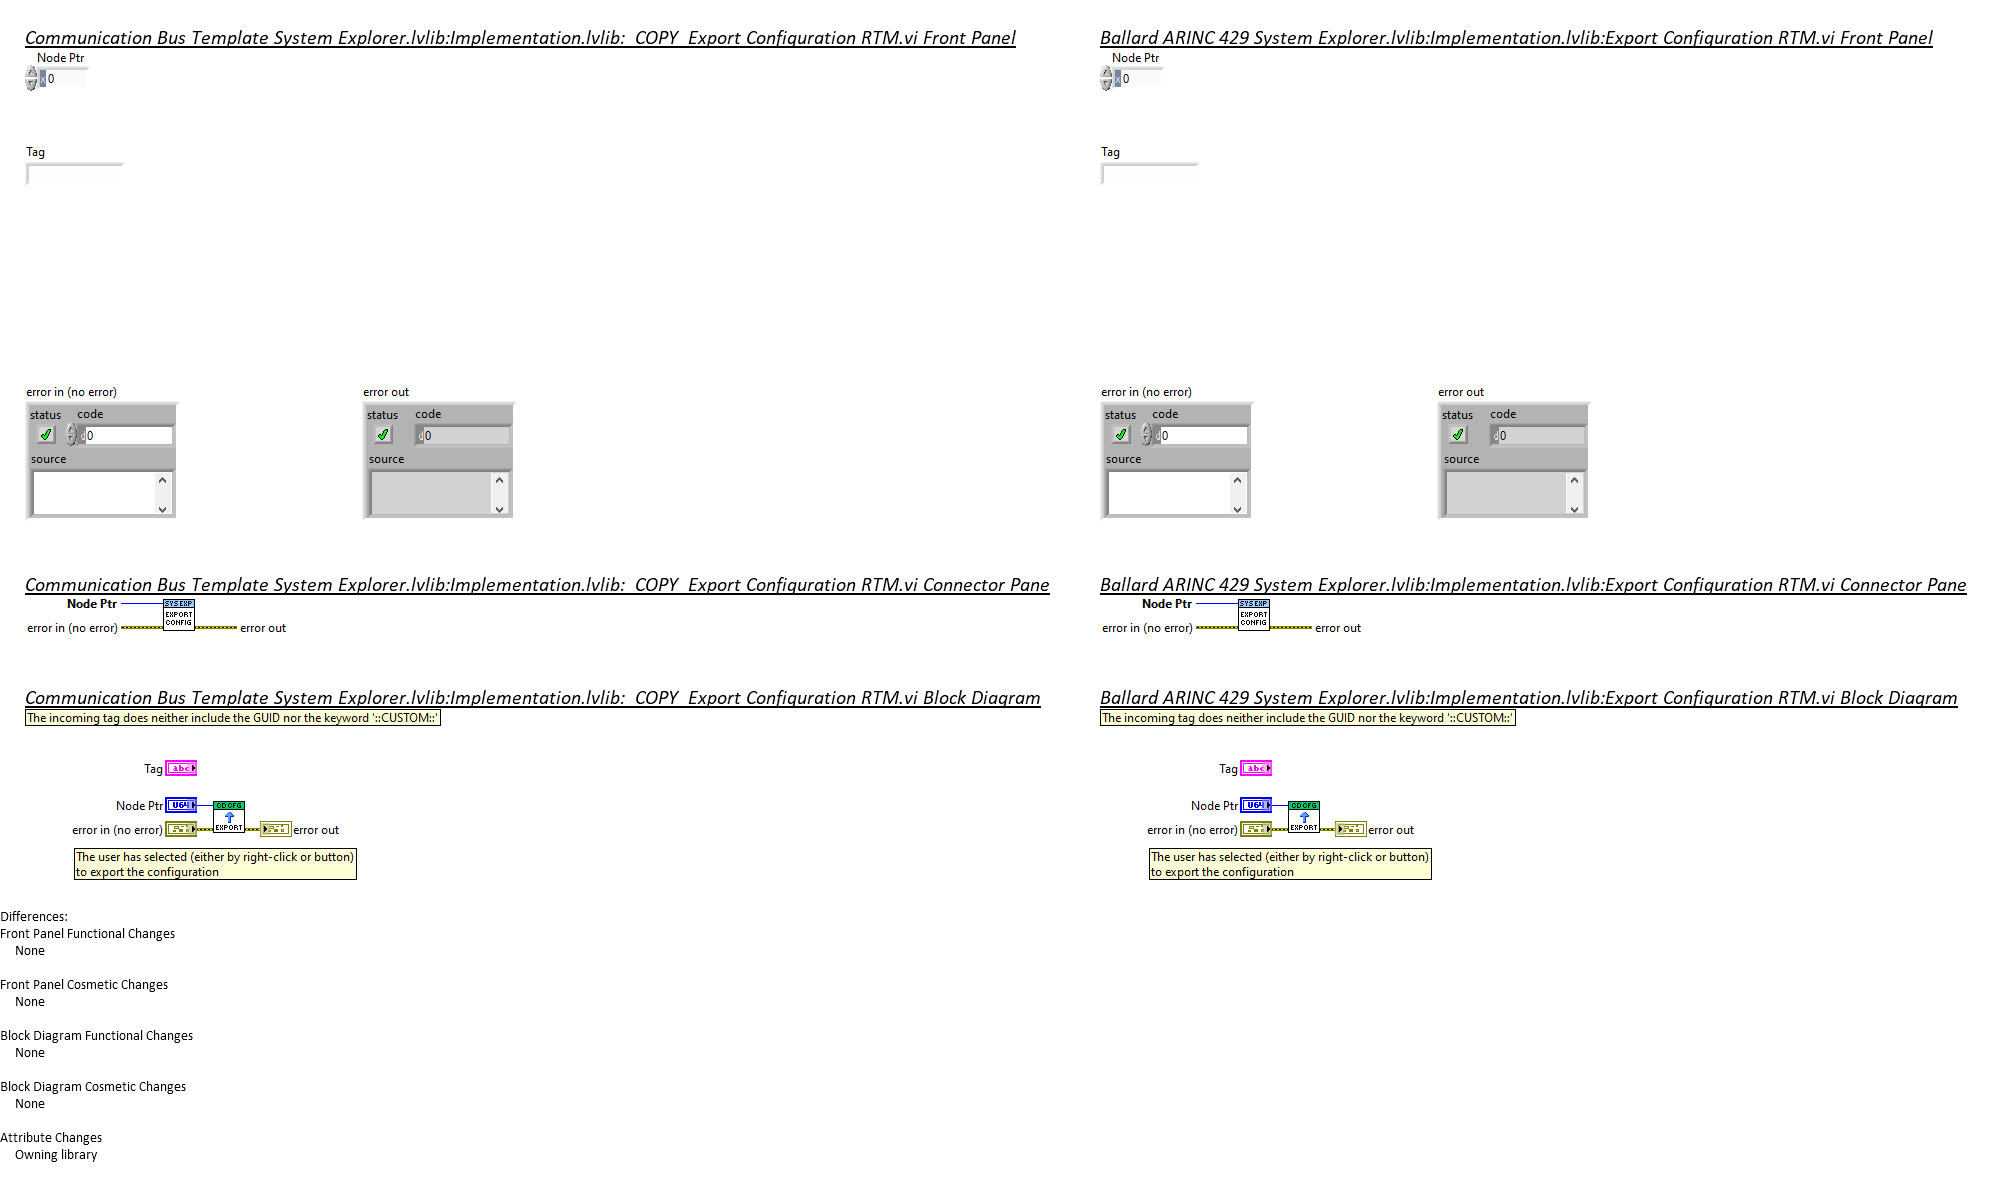 Communication Bus Template System Explorer.lvlib:Implementation.lvlib:  COPY  Export Configuration RTM.vi Front Panel
Node Ptr
x 0
Tag
error in (no error)
status code
d 0
source
error out
status code
d 0
source
Communication Bus Template System Explorer.lvlib:Implementation.lvlib:  COPY  Export Configuration RTM.vi Connector Pane
Node Ptr
SYS EXP
EXPORT
CONFIG
error in (no error)
error out
Communication Bus Template System Explorer.lvlib:Implementation.lvlib:  COPY  Export Configuration RTM.vi Block Diagram
The incoming tag does neither include the GUID nor the keyword '::CUSTOM::'
Tag abc
Node Ptr U64
CD CFG
EXPORT
error in (no error)
error out
The user has selected (either by right-click or button)
to export the configuration
Differences:
Front Panel Functional Changes
None
Front Panel Cosmetic Changes
None
Block Diagram Functional Changes
None
Block Diagram Cosmetic Changes
None
Attribute Changes
Owning library
Ballard ARINC 429 System Explorer.lvlib:Implementation.lvlib:Export Configuration RTM.vi Front Panel
Node Ptr
x 0
Tag
error in (no error)
status code
d 0
source
error out
status code
d 0
source
Ballard ARINC 429 System Explorer.lvlib:Implementation.lvlib:Export Configuration RTM.vi Connector Pane
Node Ptr
SYS EXP
EXPORT
CONFIG
error in (no error)
error out
Ballard ARINC 429 System Explorer.lvlib:Implementation.lvlib:Export Configuration RTM.vi Block Diagram
The incoming tag does neither include the GUID nor the keyword '::CUSTOM::'
Tag abc
Node Ptr U64
CD CFG
EXPORT
error in (no error)
error out
The user has selected (either by right-click or button)
to export the configuration